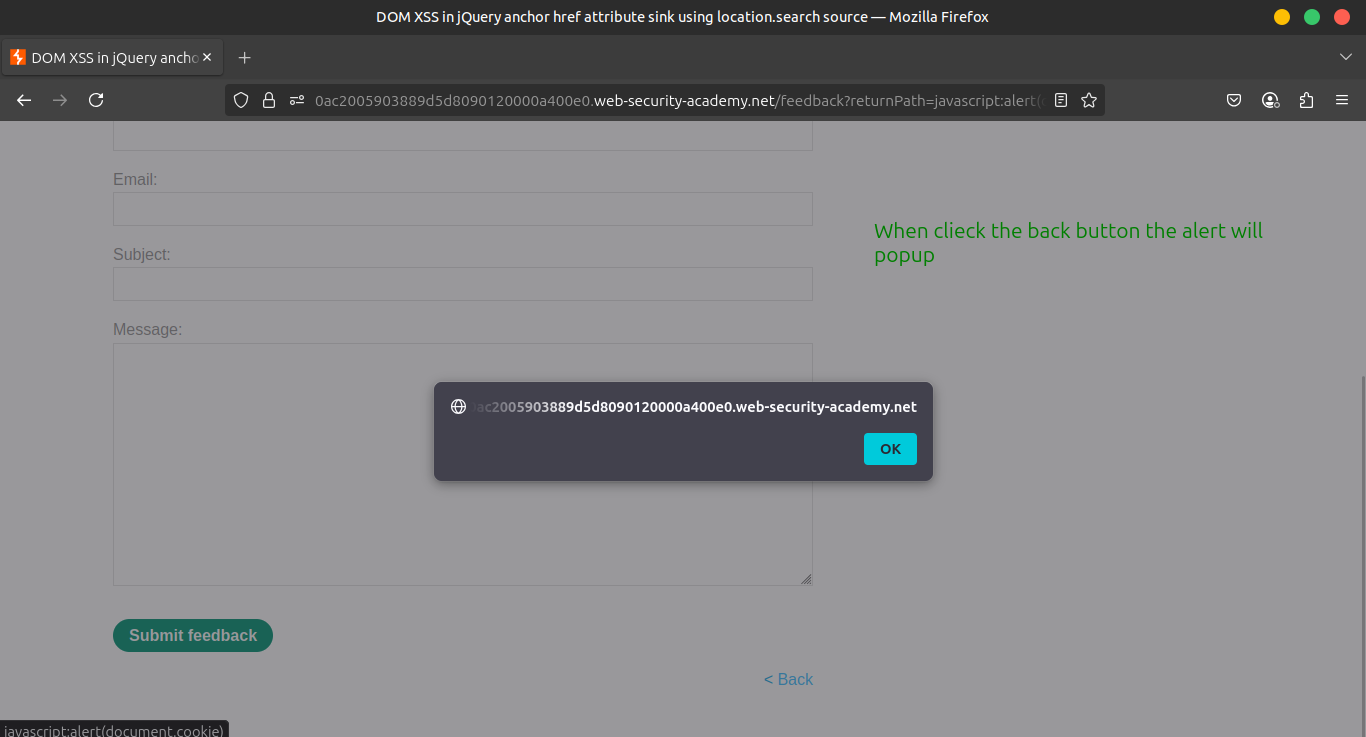 DOM XSS in jQuery anchor href attribute sink using location.search source — Mozilla Firefox
DOM XSS in jQuery ancho
0ac2005903889d5d8090120000a400e0.web-security-academy.net/feedback?returnPath=javascript:alert(
Email:
When clieck the back button the alert will
popup
Subject:
Message:
0ac2005903889d5d8090120000a400e0.web-security-academy.net
OK
Submit feedback
< Back
javascript:alert(document.cookie)